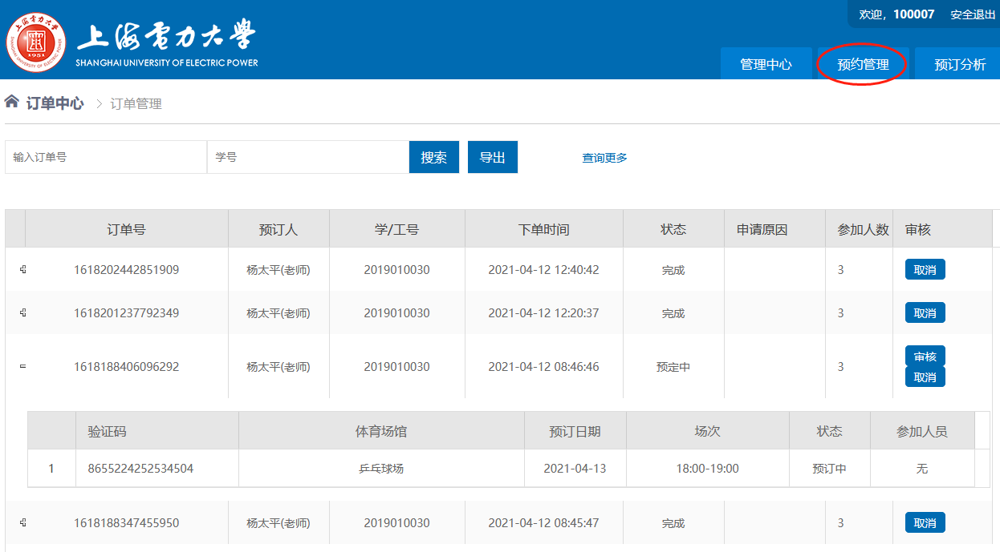 欢迎，100007 安全退出
上海電力大學
SHANGHAI UNIVERSITY OF ELECTRIC POWER
1951
管理中心 预约管理 预订分析
订单中心 > 订单管理
输入订单号 学号 搜索 导出 查询更多
订单号 预订人 学/工号 下单时间 状态 申请原因 参加人数 审核
1618202442851909 杨太平(老师) 2019010030 2021-04-12 12:40:42 完成 3 取消
1618201237792349 杨太平(老师) 2019010030 2021-04-12 12:20:37 完成 3 取消
1618188406096292 杨太平(老师) 2019010030 2021-04-12 08:46:46 预定中 3 审核
取消
验证码 体育场馆 预订日期 场次 状态 参加人员
1 8655224252534504 乒乓球场 2021-04-13 18:00-19:00 预订中 无
1618188347455950 杨太平(老师) 2019010030 2021-04-12 08:45:47 完成 3 取消